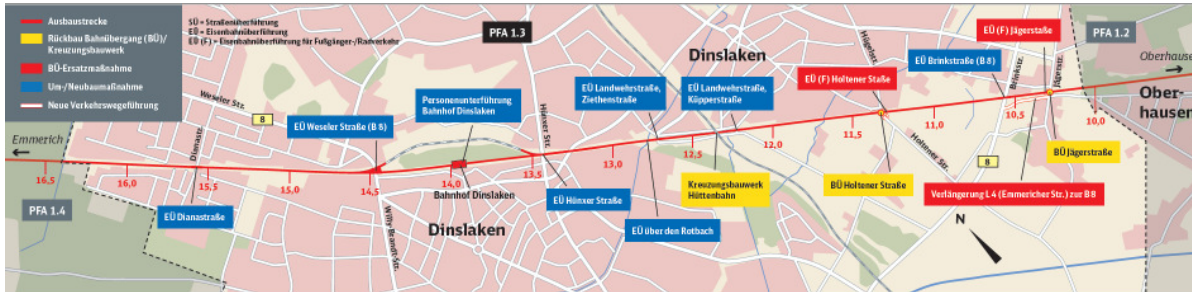 Ausbaustrecke
Rückbau Bahnübergang (BÜ)/
Kreuzungsbauwerk
BÜ-Ersatzmaßnahme
Um-/Neubaumaßnahme
Neue Verkehrswegeführung
SÜ = Straßenüberführung
EÜ = Eisenbahnüberführung
EÜ (F) = Eisenbahnüberführung für Fußgänger-/Radverkehr
PFA 1.3
Dinslaken
Hügelstr.
EÜ (F) Jägerstaße
PFA 1.2
Oberhausen
Weseler Str.
8
Personenunterführung
Bahnhof Dinslaken
EÜ Weseler Straße (B 8)
Hünxer Str.
EÜ Landwehrstraße,
Ziethenstraße
EÜ Landwehrstraße,
Küpperstraße
EÜ (F) Holtener Staße
EÜ Brinkstraße (B 8)
Brinkstr.
Jägerstr.
Ober-
hausen
Emmerich
Dianastr.
16,5
16,0
15,5
15,0
14,5
14,0
13,5
13,0
12,5
12,0
11,5
11,0
10,5
10,0
PFA 1.4
EÜ Dianastraße
Willy-Brandt-Str.
Bahnhof Dinslaken
Dinslaken
EÜ Hünxer Straße
EÜ über den Rotbach
Kreuzungsbauwerk
Hüttenbahn
BÜ Holtener Straße
Holtener Str.
8
BÜ Jägerstraße
Verlängerung L 4 (Emmericher Str.) zur B 8
N